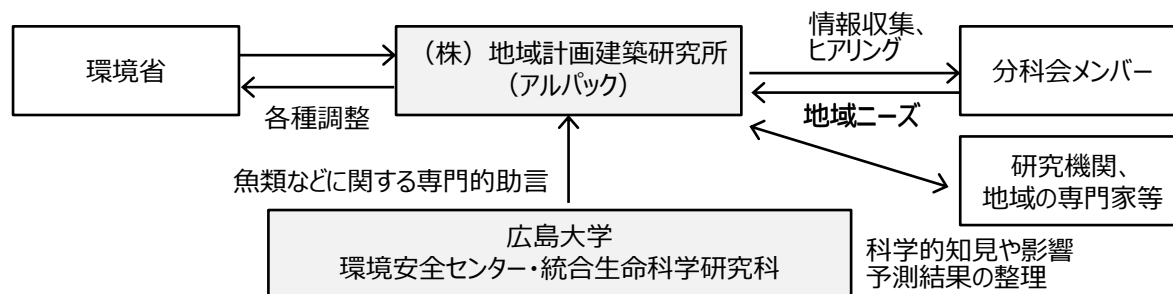 環境省
各種調整
（株）地域計画建築研究所
（アルパック）
情報収集、
ヒアリング
地域ニーズ
分科会メンバー
研究機関、
地域の専門家等
科学的知見や影響
予測結果の整理
魚類などに関する専門的助言
広島大学
環境安全センター・統合生命科学研究科